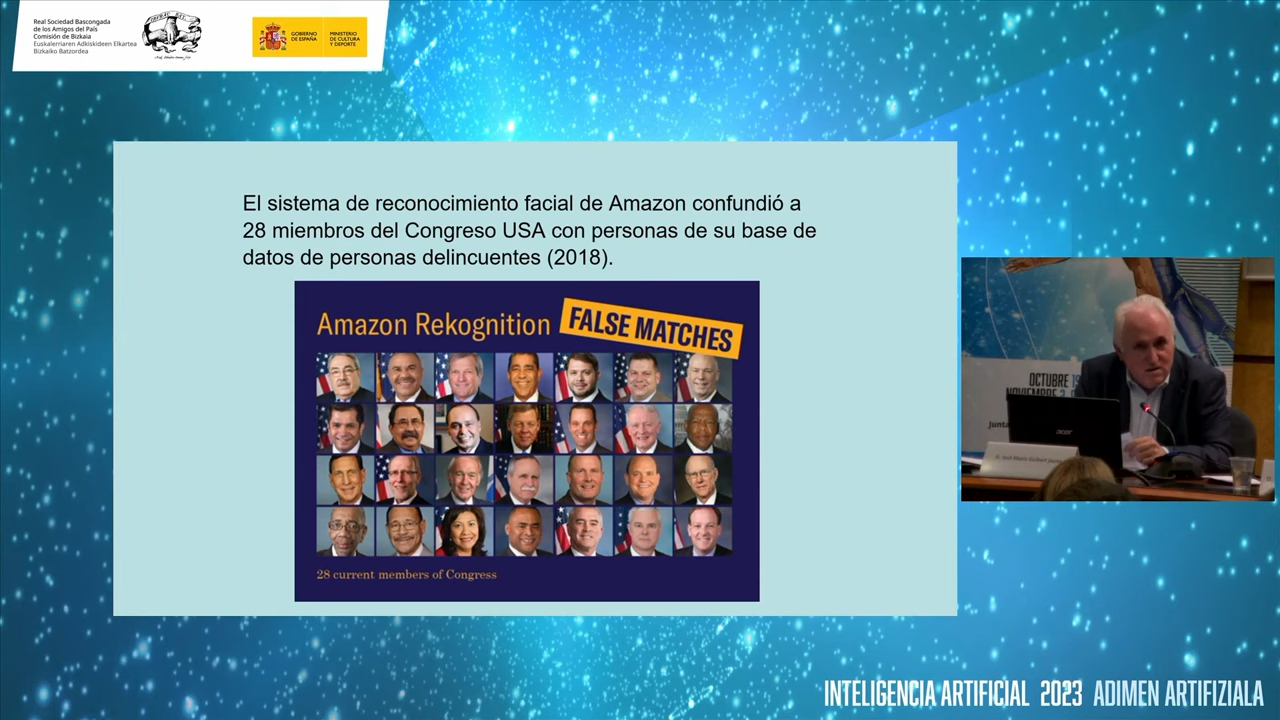 Real Sociedad Bascongada
de los Amigos del País
Comisión de Bizkaia
Euskalerriaren Adkiskideen Elkartea
Bizkaiko Batzordea
GOBIERNO
DE ESPAÑA
MINISTERIO
DE CULTURA
Y DEPORTE
El sistema de reconocimiento facial de Amazon confundió a
28 miembros del Congreso USA con personas de su base de
datos de personas delincuentes (2018).
Amazon Rekognition FALSE MATCHES
28 current members of Congress
OCTUBRE
NOVIEMBRE
acer
INTELIGENCIA ARTIFICIAL 2023 ADIMEN ARTIFIZIALA